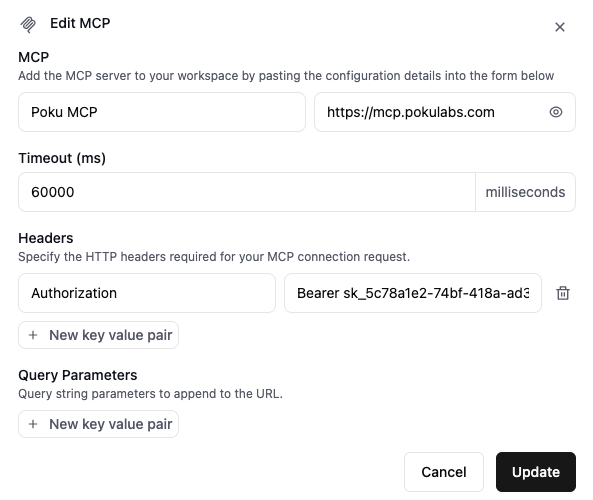 Edit MCP
MCP
Add the MCP server to your workspace by pasting the configuration details into the form below
Poku MCP
https://mcp.pokulabs.com
Timeout (ms)
60000
milliseconds
Headers
Specify the HTTP headers required for your MCP connection request.
Authorization
Bearer sk_5c78a1e2-74bf-418a-ad3
+ New key value pair
Query Parameters
Query string parameters to append to the URL.
+ New key value pair
Cancel
Update